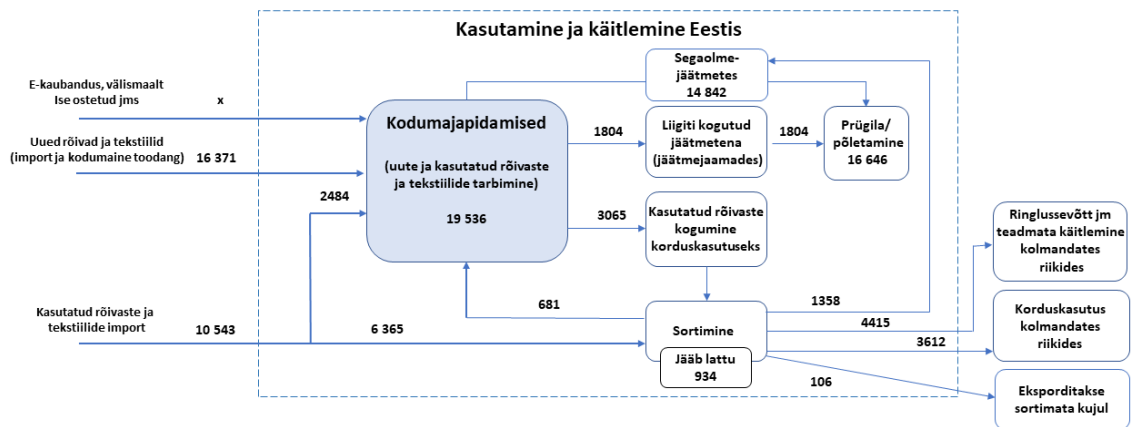 Kasutamine ja käitlemine Eestis
E-kaubandus, välismaalt
Ise ostetud jms
x
Uued rõivad ja tekstiilid
(import ja kodumaine toodang)
16 371
2484
Kasutatud rõivaste ja
tekstiilide import
10 543
6 365
Kodumajapidamised
(uute ja kasutatud rõivaste
ja tekstiilide tarbimine)
19 536
Segaolme-
jäätmetes
14 842
1804
Liigiti kogutud
jäätmetena
(jäätmejaamades)
1804
Prügila/
põletamine
16 646
3065
Kasutatud rõivaste
kogumine
korduskasutuseks
681
Sortimine
Jääb lattu
934
1358
4415
3612
106
Ringlussevõtt jm
teadmata käitlemine
kolmandates
riikides
Korduskasutus
kolmandates
riikides
Eksporditakse
sortimata kujul